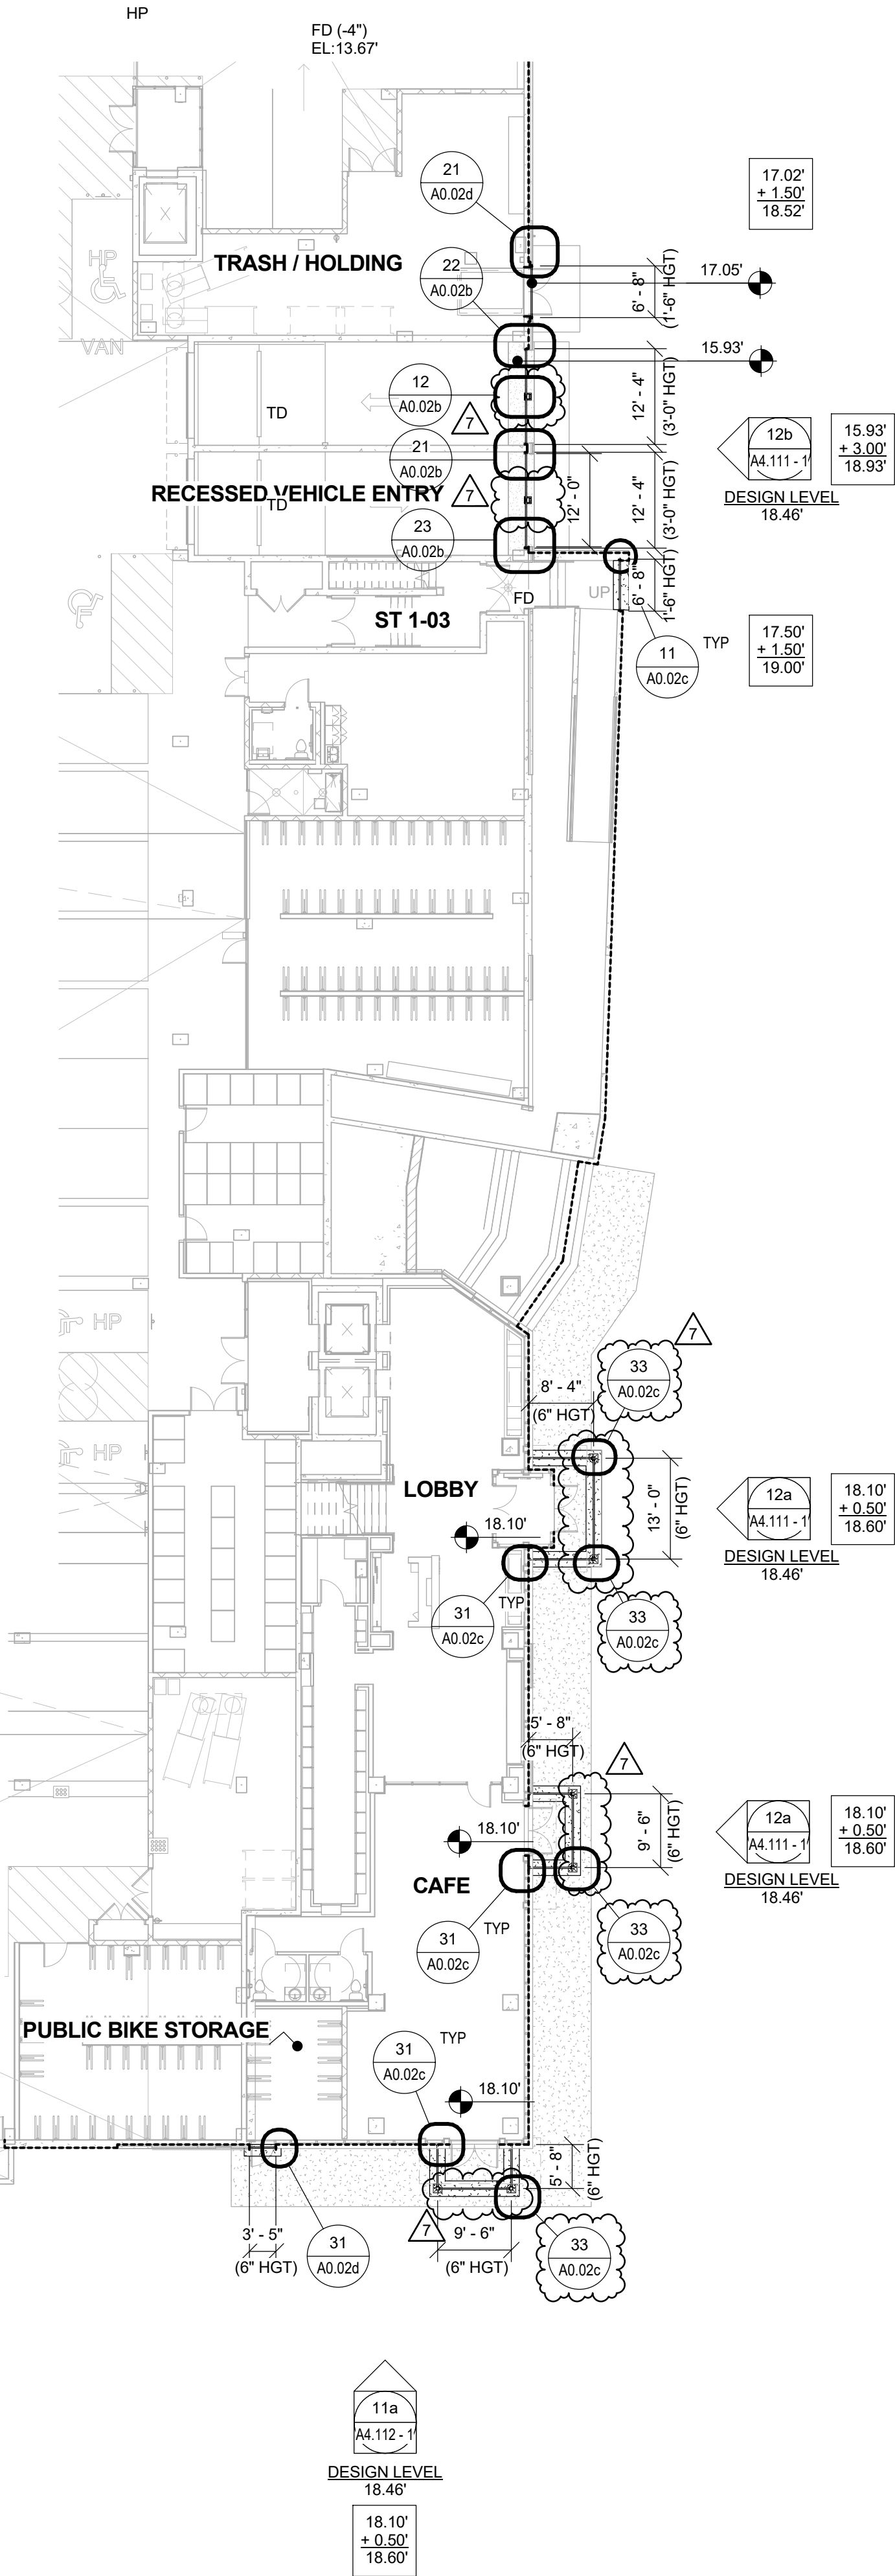 HP
FD (-4")
EL:13.67'
21
A0.02d
17.02'
+ 1.50'
18.52'
HP
VAN
TRASH / HOLDING
22
A0.02b
6' - 8"
(1'-6" HGT)
17.05'
15.93'
12
A0.02b
7
TD
12' - 4"
(3'-0" HGT)
12b
A4.111 - 1
DESIGN LEVEL
18.46'
15.93'
+ 3.00'
18.93'
21
A0.02b
RECESSED VEHICLE ENTRY
TD
7
12' - 0"
12' - 4"
(3'-0" HGT)
23
A0.02b
ST 1-03
FD
UP
6' - 8"
1'-6" HGT)
11
A0.02c
TYP
17.50'
+ 1.50'
19.00'
HP
HP
7
33
A0.02c
8' - 4"
(6" HGT)
LOBBY
18.10'
13' - 0"
(6" HGT)
12a
A4.111 - 1
DESIGN LEVEL
18.46'
18.10'
+ 0.50'
18.60'
TYP
31
A0.02c
33
A0.02c
5' - 8"
(6" HGT)
7
18.10'
9' - 6"
(6" HGT)
12a
A4.111 - 1
DESIGN LEVEL
18.46'
18.10'
+ 0.50'
18.60'
CAFE
TYP
31
A0.02c
33
A0.02c
PUBLIC BIKE STORAGE
31
A0.02c
TYP
18.10'
5' - 8"
(6" HGT)
3' - 5"
(6" HGT)
31
A0.02d
7
9' - 6"
(6" HGT)
33
A0.02c
11a
A4.112 - 1
DESIGN LEVEL
18.46'
18.10'
+ 0.50'
18.60'